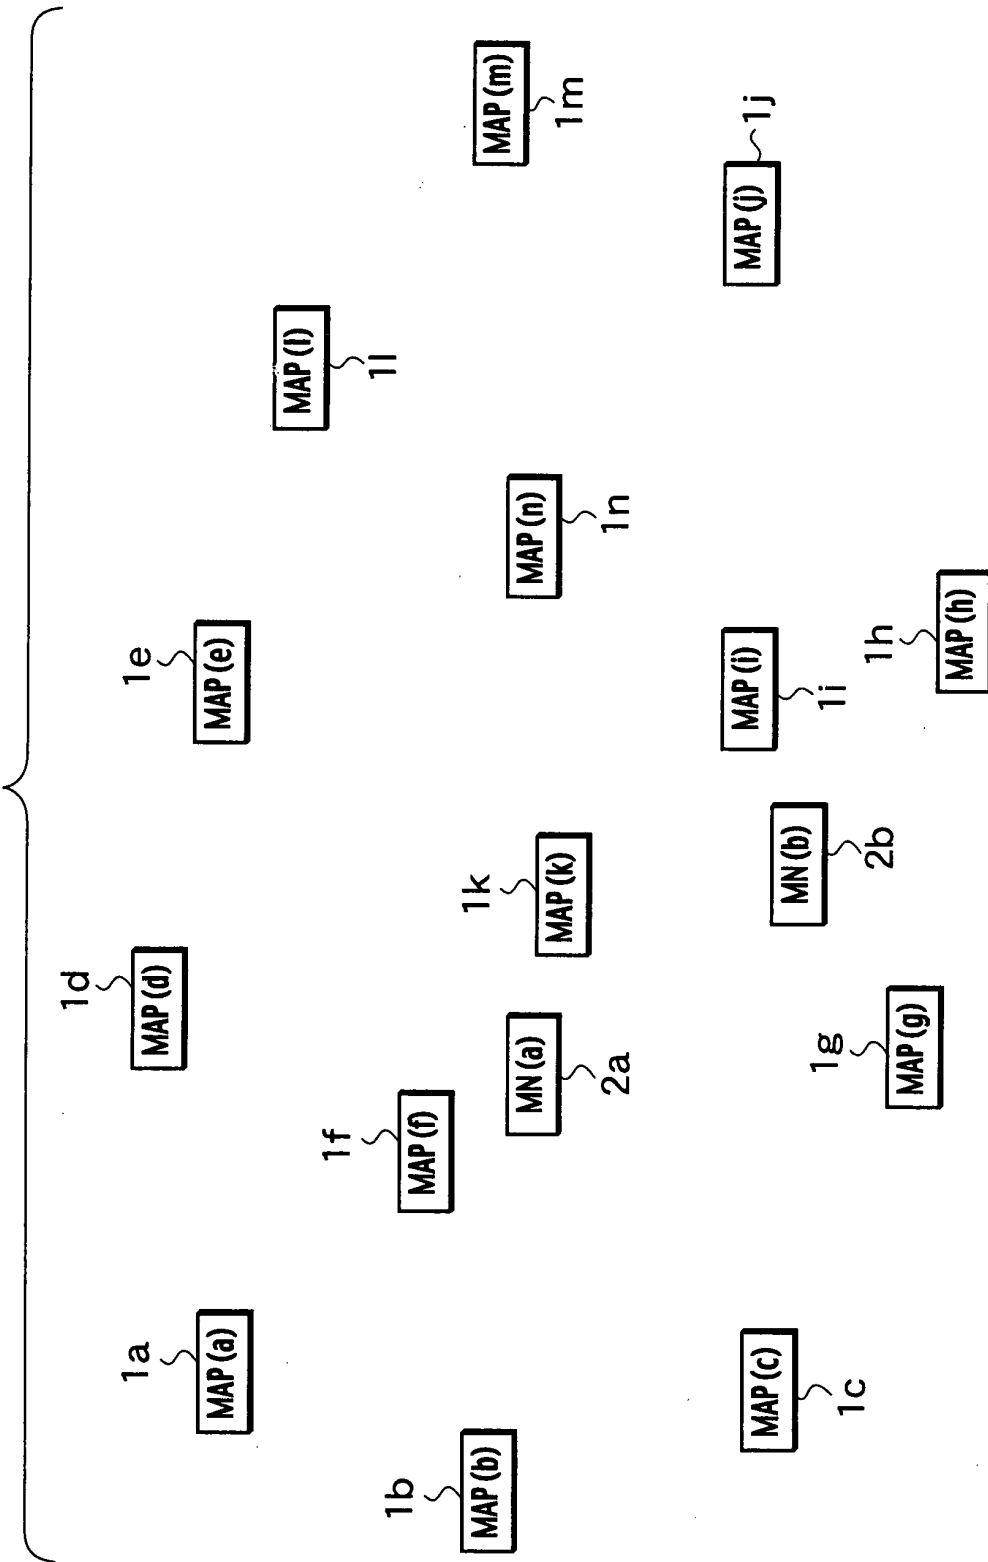 1d
MAP (d)
1a
MAP (a)
1e
MAP (e)
MAP (l)
1l
1f
MAP (f)
1b
MAP (b)
MAP (m)
1m
MN (a)
2a
1k
MAP (k)
MAP (n)
1n
MAP (c)
1c
MAP (i)
1i
1j
MAP (j)
MN (b)
2b
1g
MAP (g)
1h
MAP (h)